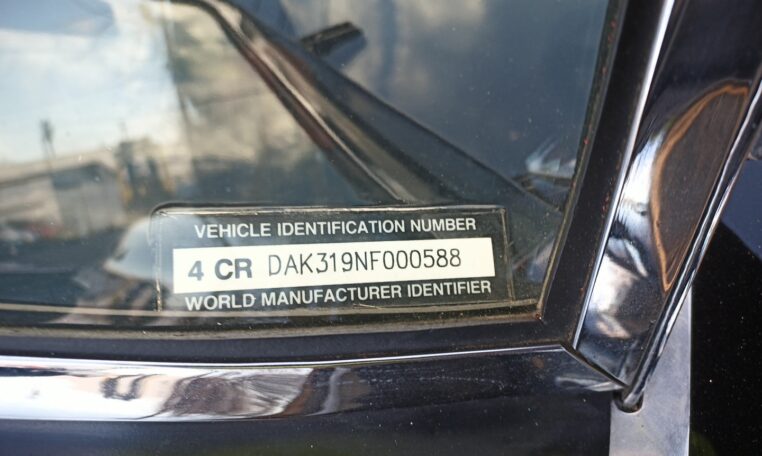 VEHICLE IDENTIFICATION NUMBER
4 CR DAK319NF000588
WORLD MANUFACTURER IDENTIFIER